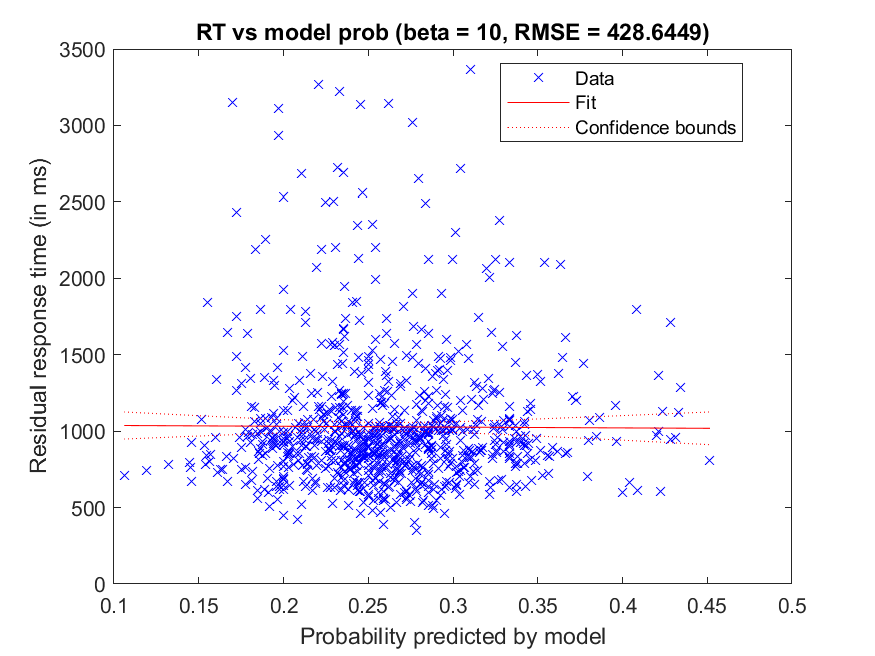 RT vs model prob (beta = 10, RMSE = 428.6449)
3500
3000
2500
2000
1500
1000
500
0
Residual response time (in ms)
Data
Fit
Confidence bounds
0.1 0.15 0.2 0.25 0.3 0.35 0.4 0.45 0.5
Probability predicted by model